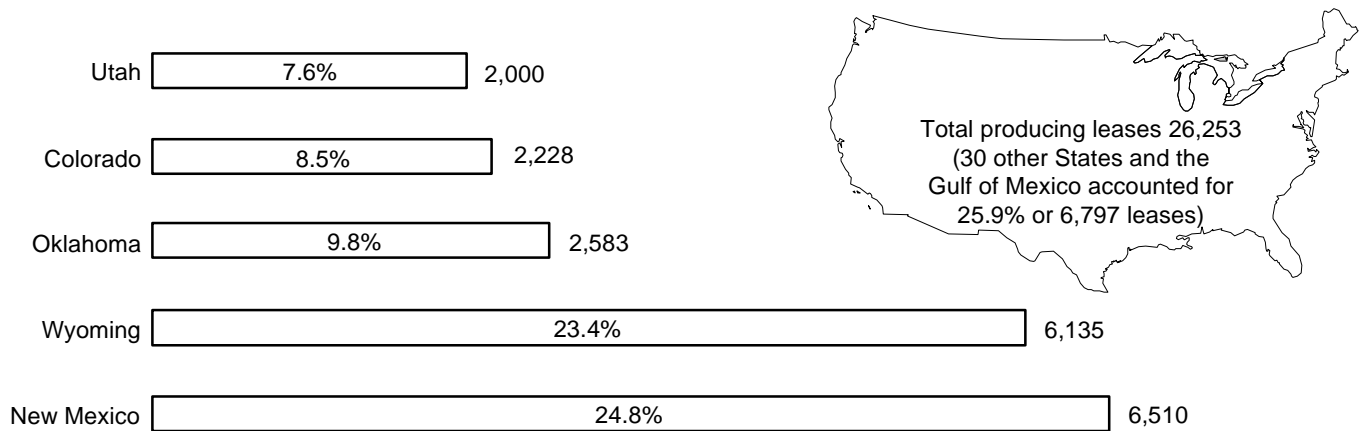 Utah 7.6% 2,000
Colorado 8.5% 2,228
Oklahoma 9.8% 2,583
Wyoming 23.4% 6,135
New Mexico 24.8% 6,510
Total producing leases 26,253
(30 other States and the
Gulf of Mexico accounted for
25.9% or 6,797 leases)